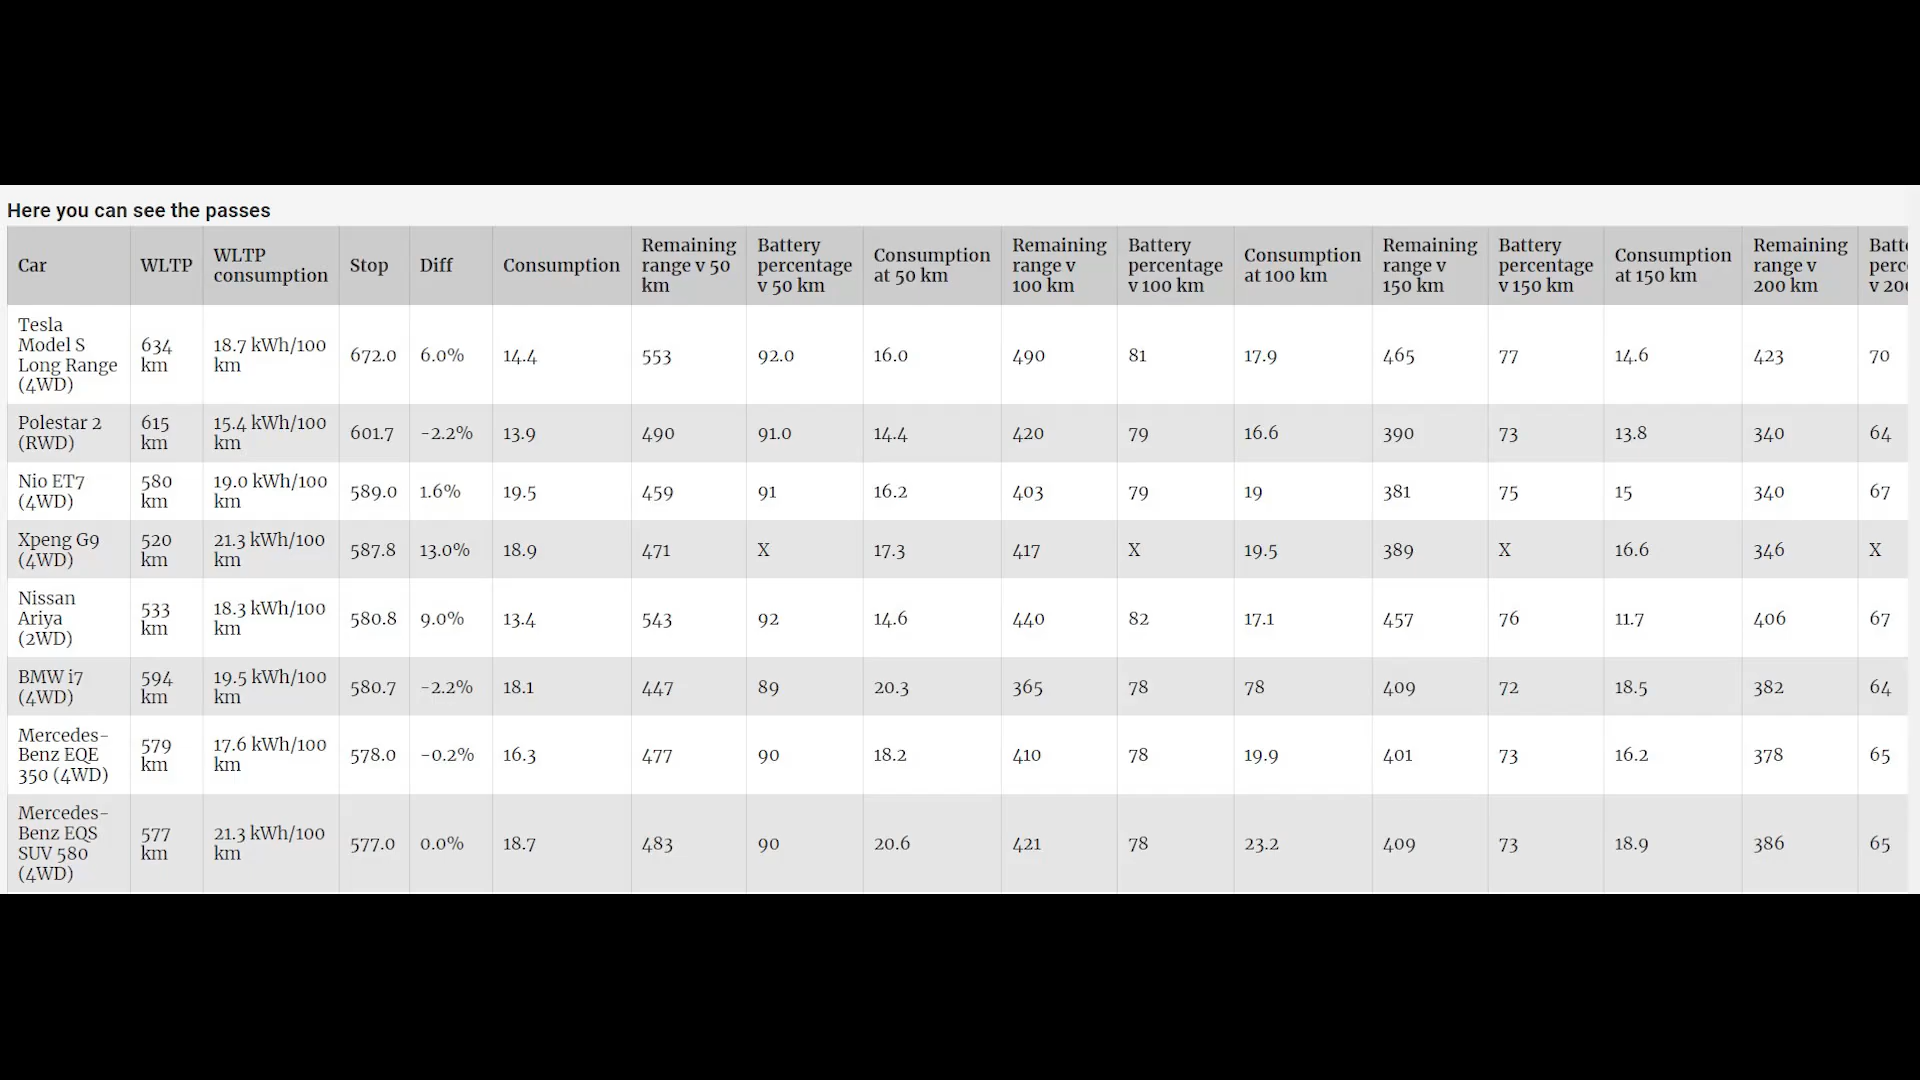 Here you can see the passes
Car WLTP WLTP consumption Stop Diff Consumption Remaining range v 50 km Battery percentage v 50 km Consumption at 50 km Remaining range v 100 km Battery percentage v 100 km Consumption at 100 km Remaining range v 150 km Battery percentage v 150 km Consumption at 150 km Remaining range v 200 km
Tesla Model S Long Range (4WD) 634 km 18.7 kWh/100 km 672.0 6.0% 14.4 553 92.0 16.0 490 81 17.9 465 77 14.6 423 70
Polestar 2 (RWD) 615 km 15.4 kWh/100 km 601.7 -2.2% 13.9 490 91.0 14.4 420 79 16.6 390 73 13.8 340 64
Nio ET7 (4WD) 580 km 19.0 kWh/100 km 589.0 1.6% 19.5 459 91 16.2 403 79 19 381 75 15 340 67
Xpeng G9 (4WD) 520 km 21.3 kWh/100 km 587.8 13.0% 18.9 471 X 17.3 417 X 19.5 389 X 16.6 346 X
Nissan Ariya (2WD) 533 km 18.3 kWh/100 km 580.8 9.0% 13.4 543 92 14.6 440 82 17.1 457 76 11.7 406 67
BMW i7 (4WD) 594 km 19.5 kWh/100 km 580.7 -2.2% 18.1 447 89 20.3 365 78 78 409 72 18.5 382 64
Mercedes-Benz EQE 350 (4WD) 579 km 17.6 kWh/100 km 578.0 -0.2% 16.3 477 90 18.2 410 78 19.9 401 73 16.2 378 65
Mercedes-Benz EQS SUV 580 (4WD) 577 km 21.3 kWh/100 km 577.0 0.0% 18.7 483 90 20.6 421 78 23.2 409 73 18.9 386 65